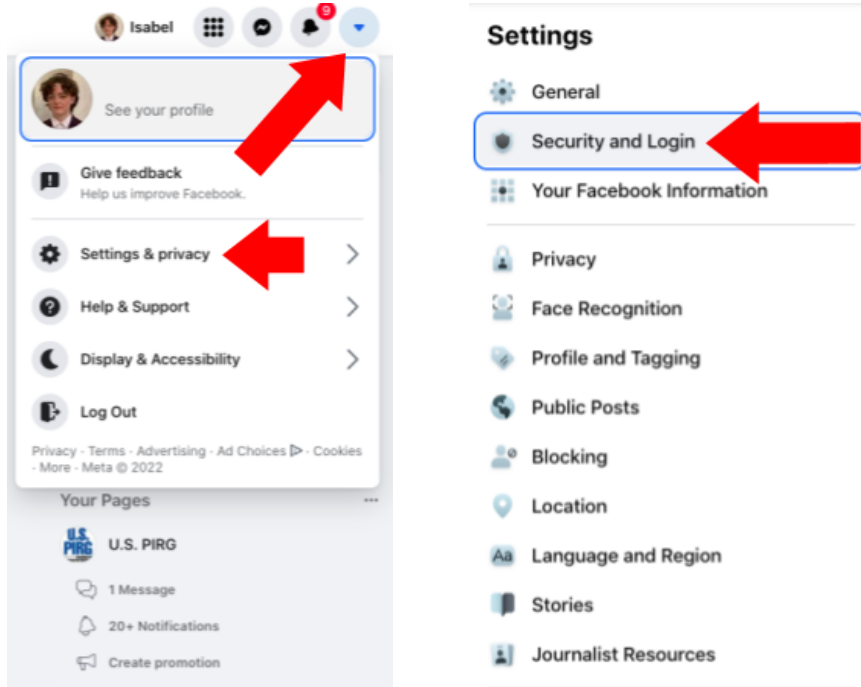 Isabel
9
See your profile
Give feedback
Help us improve Facebook.
Settings & privacy
Help & Support
Display & Accessibility
Log Out
Privacy · Terms · Advertising · Ad Choices · Cookies
· More · Meta © 2022
Your Pages
U.S.
PIRG
U.S. PIRG
1 Message
20+ Notifications
Create promotion
Settings
General
Security and Login
Your Facebook Information
Privacy
Face Recognition
Profile and Tagging
Public Posts
Blocking
Location
Aa
Language and Region
Stories
Journalist Resources